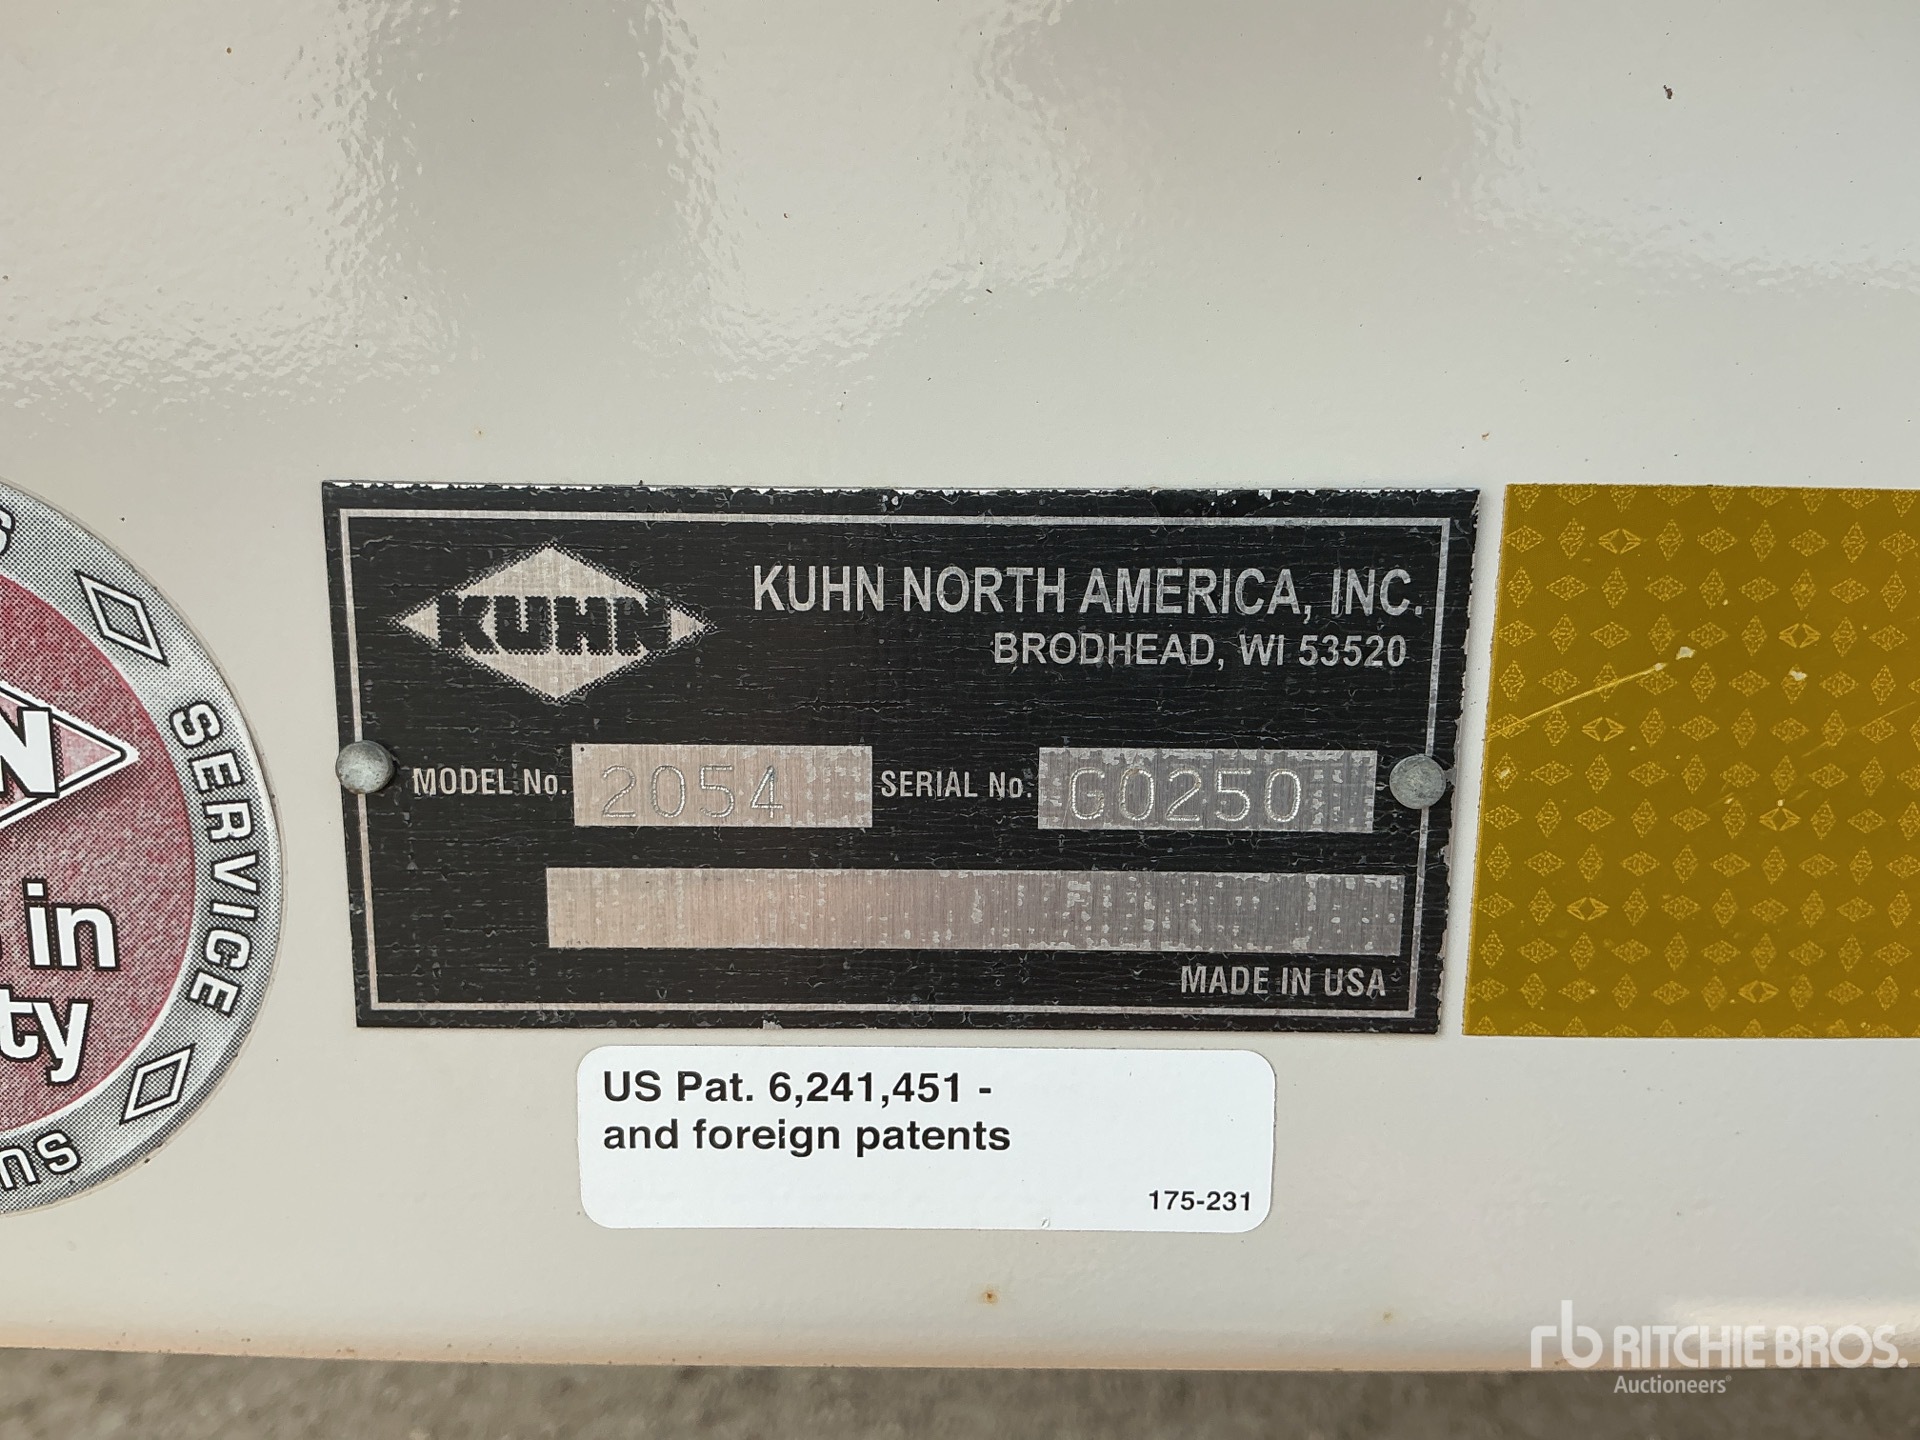 KUHN
KUHN NORTH AMERICA, INC.
BRODHEAD, WI 53520
MODEL No. 2054 SERIAL No. G0250
MADE IN USA
US Pat. 6,241,451 -
and foreign patents
175-231
SERVICE
in
rb RITCHIE BROS.
Auctioneers